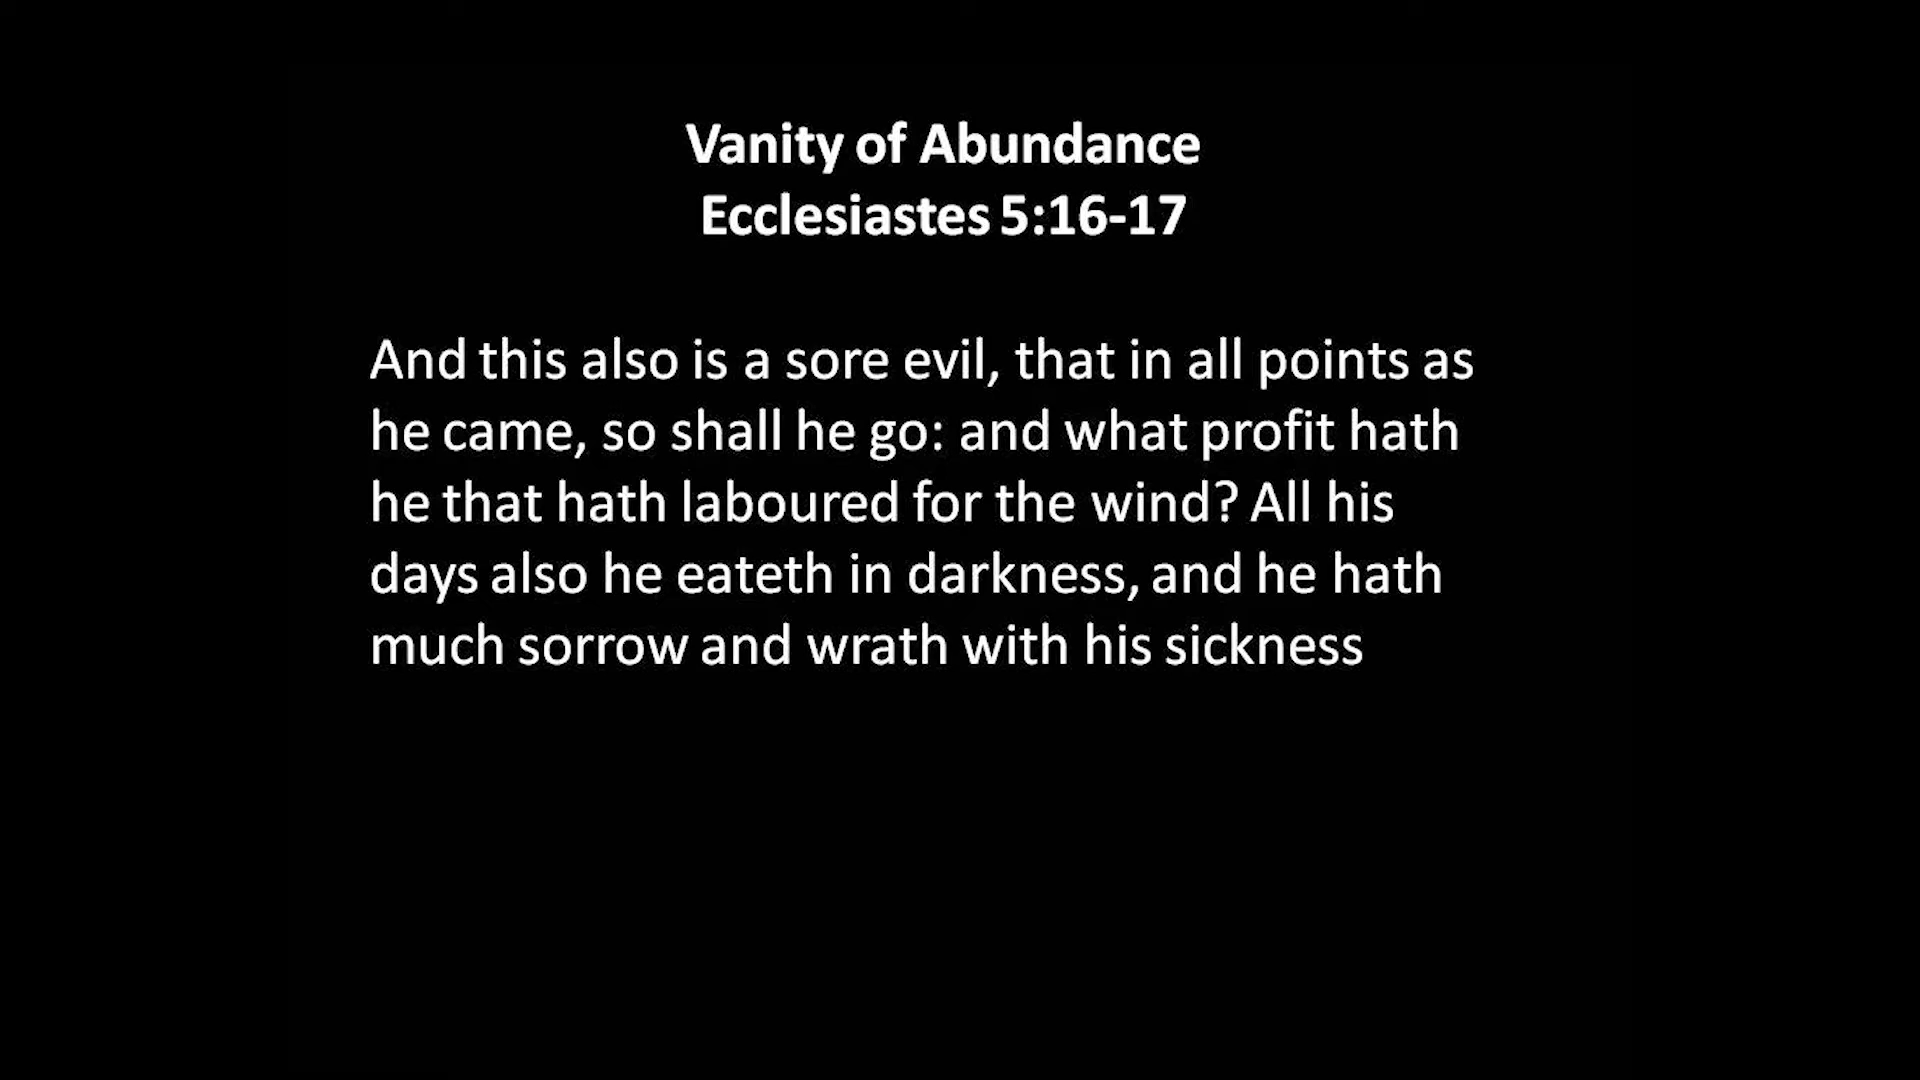 Vanity of Abundance
Ecclesiastes 5:16-17
And this also is a sore evil, that in all points as
he came, so shall he go: and what profit hath
he that hath laboured for the wind? All his
days also he eateth in darkness, and he hath
much sorrow and wrath with his sickness